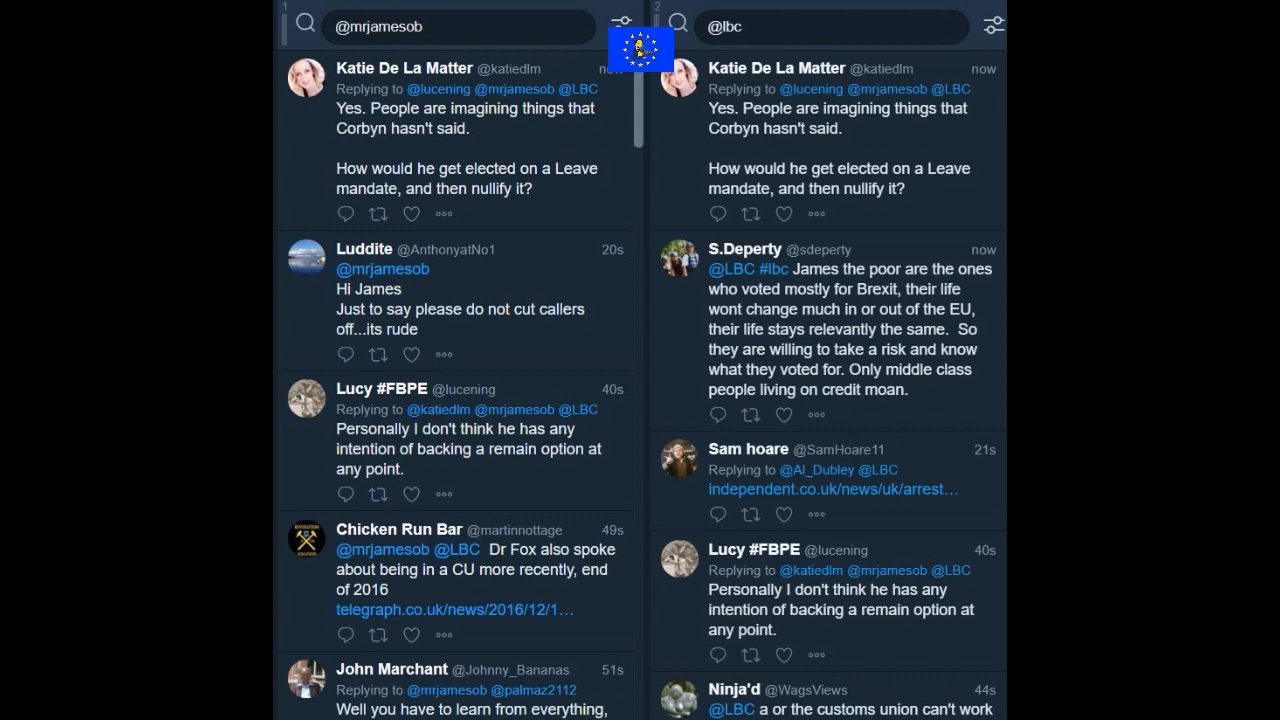 1
@mrjamesob
Katie De La Matter @katiedlm now
Replying to @lucening @mrjamesob @LBC
Yes. People are imagining things that
Corbyn hasn't said.
How would he get elected on a Leave
mandate, and then nullify it?
Luddite @AnthonyatNo1 20s
@mrjamesob
Hi James
Just to say please do not cut callers
off...its rude
Lucy #FBPE @lucening 40s
Replying to @katiedlm @mrjamesob @LBC
Personally I don't think he has any
intention of backing a remain option at
any point.
Chicken Run Bar @martinnottage 49s
@mrjamesob @LBC Dr Fox also spoke
about being in a CU more recently, end
of 2016
telegraph.co.uk/news/2016/12/1…
John Marchant @Johnny_Bananas 51s
Replying to @mrjamesob @palmaz2112
Well you have to learn from everything,
2
@lbc
Katie De La Matter @katiedlm now
Replying to @lucening @mrjamesob @LBC
Yes. People are imagining things that
Corbyn hasn't said.
How would he get elected on a Leave
mandate, and then nullify it?
S.Deperty @sdeperty now
@LBC #lbc James the poor are the ones
who voted mostly for Brexit, their life
wont change much in or out of the EU,
their life stays relevantly the same. So
they are willing to take a risk and know
what they voted for. Only middle class
people living on credit moan.
Sam hoare @SamHoare11 21s
Replying to @Al_Dubley @LBC
independent.co.uk/news/uk/arrest…
Lucy #FBPE @lucening 40s
Replying to @katiedlm @mrjamesob @LBC
Personally I don't think he has any
intention of backing a remain option at
any point.
Ninja'd @WagsViews 44s
@LBC a or the customs union can't work